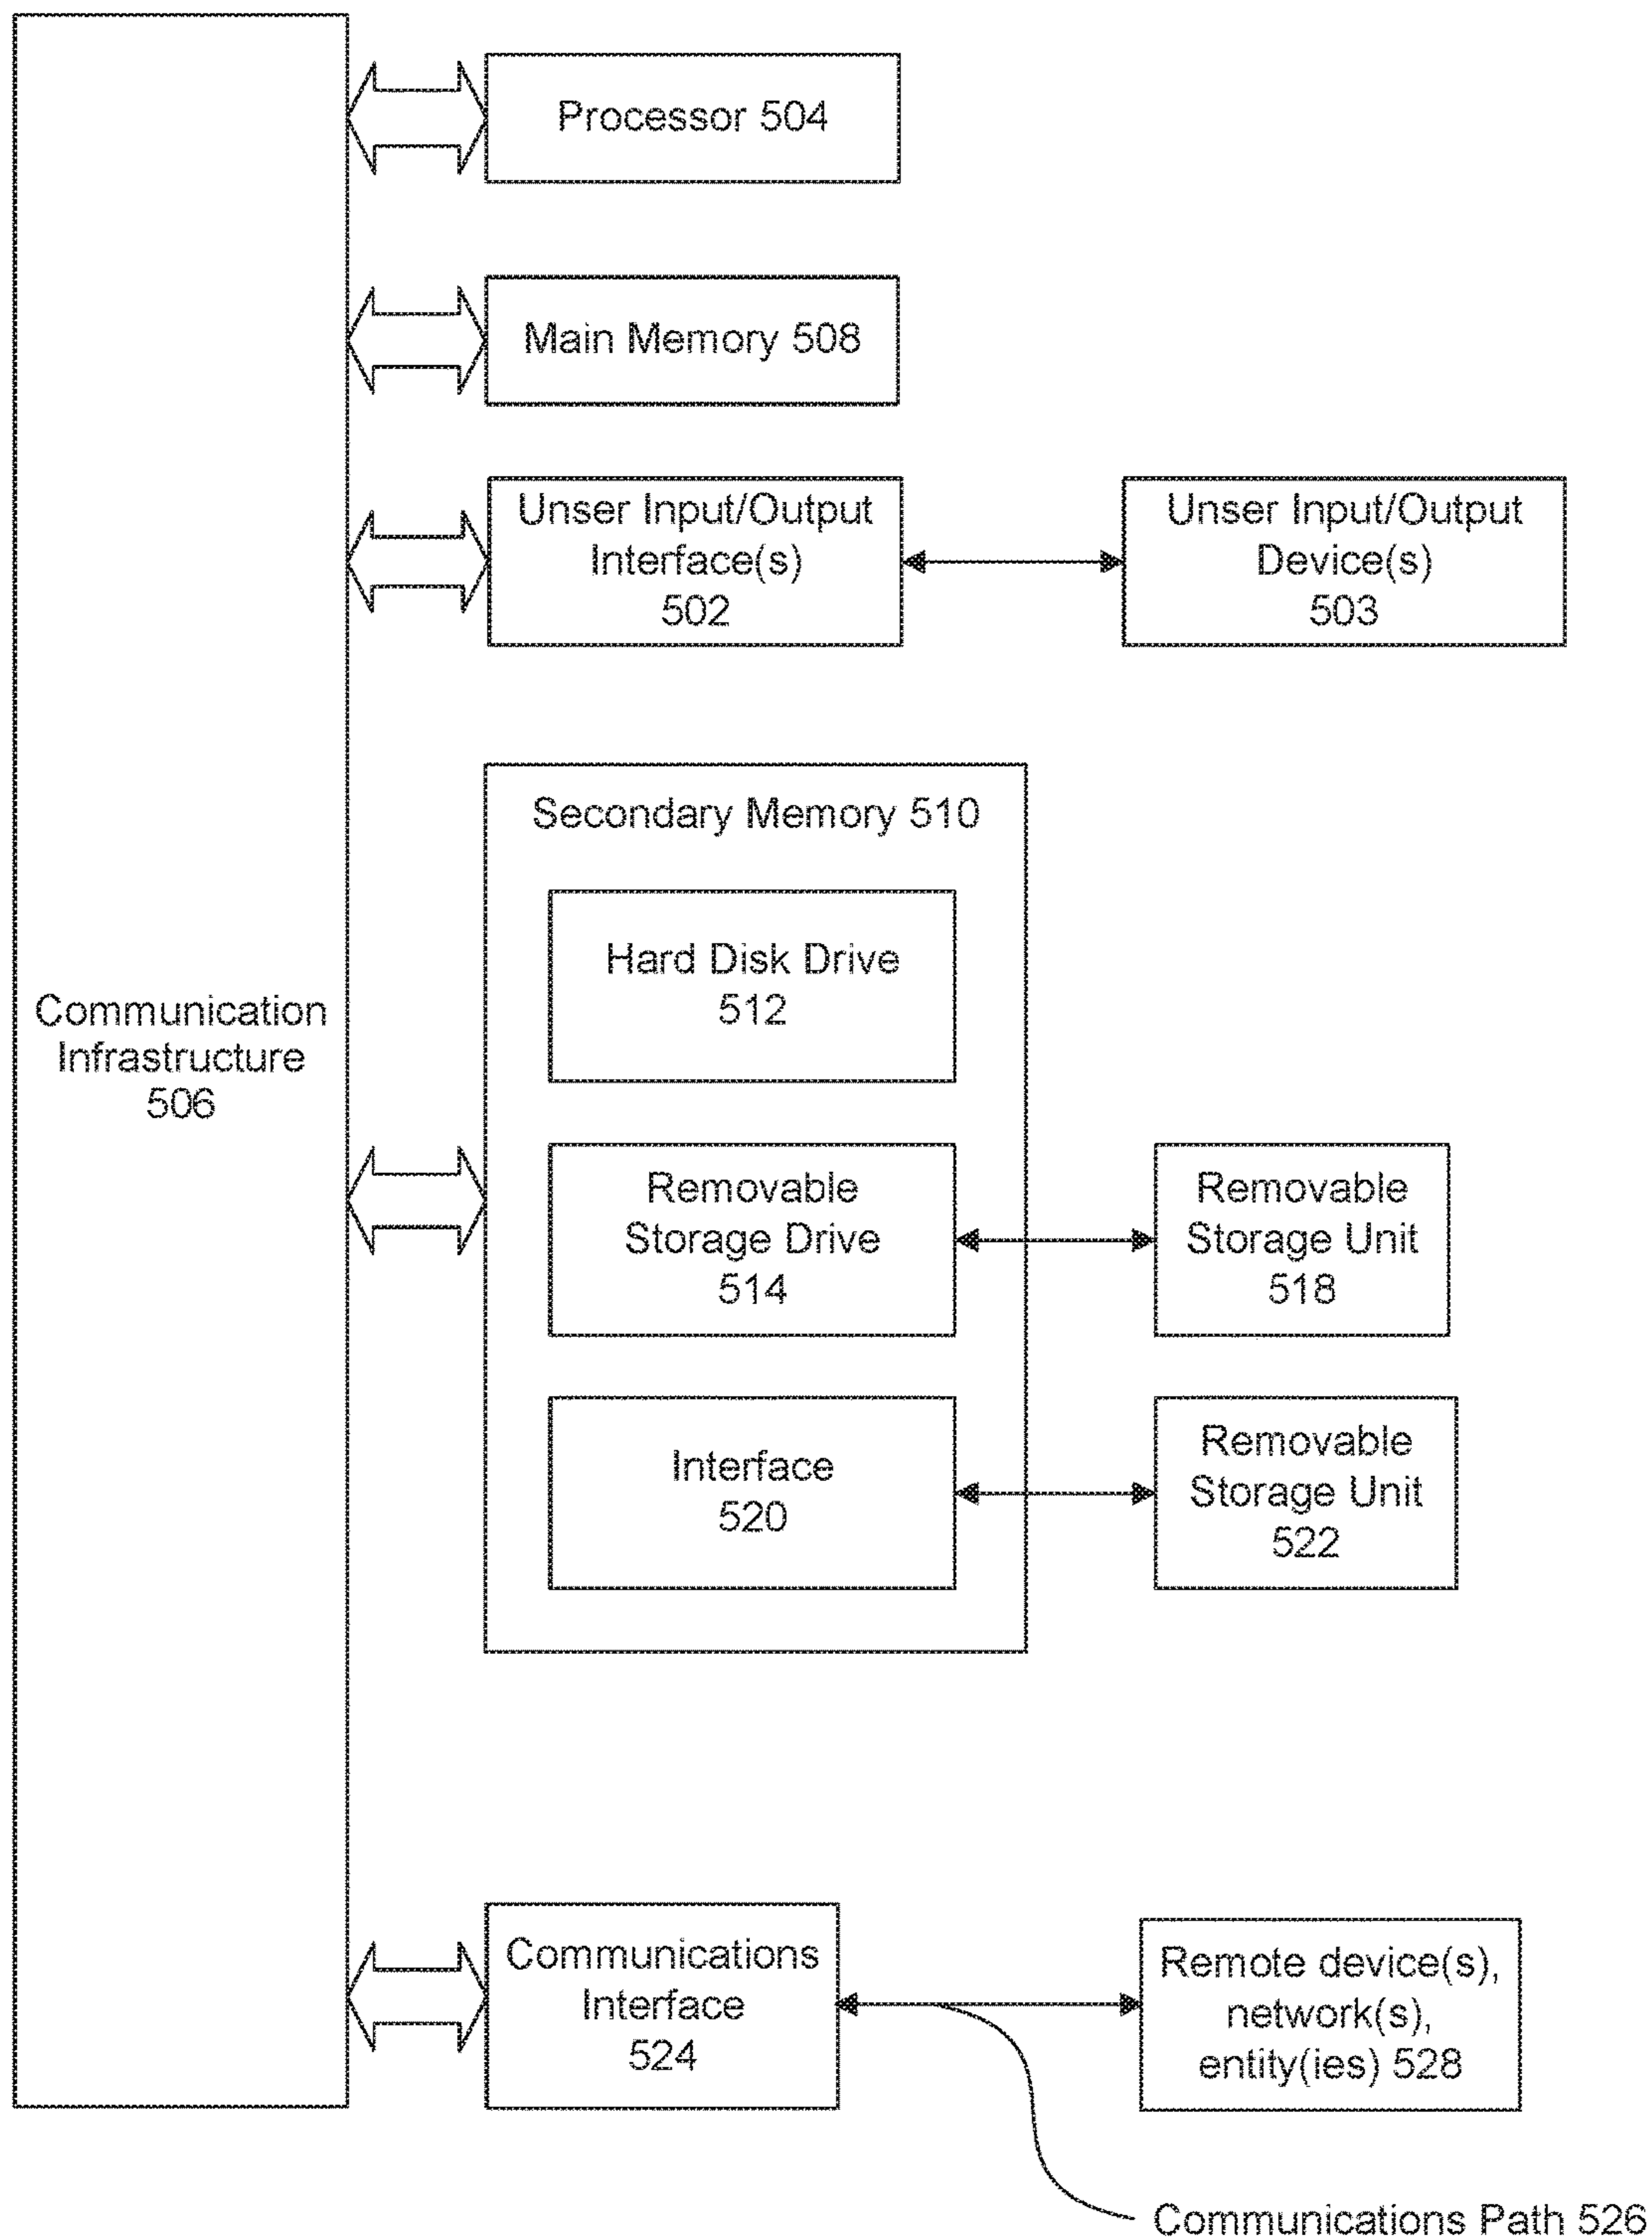 Processor 504
Main Memory 508
Unser Input/Output
Interface(s)
502
Unser Input/Output
Device(s)
503
Secondary Memory 510
Hard Disk Drive
512
Communication
Infrastructure
506
Removable
Storage Drive
514
Removable
Storage Unit
518
Interface
520
Removable
Storage Unit
522
Communications
Interface
524
Remote device(s),
network(s),
entity(ies) 528
Communications Path 526